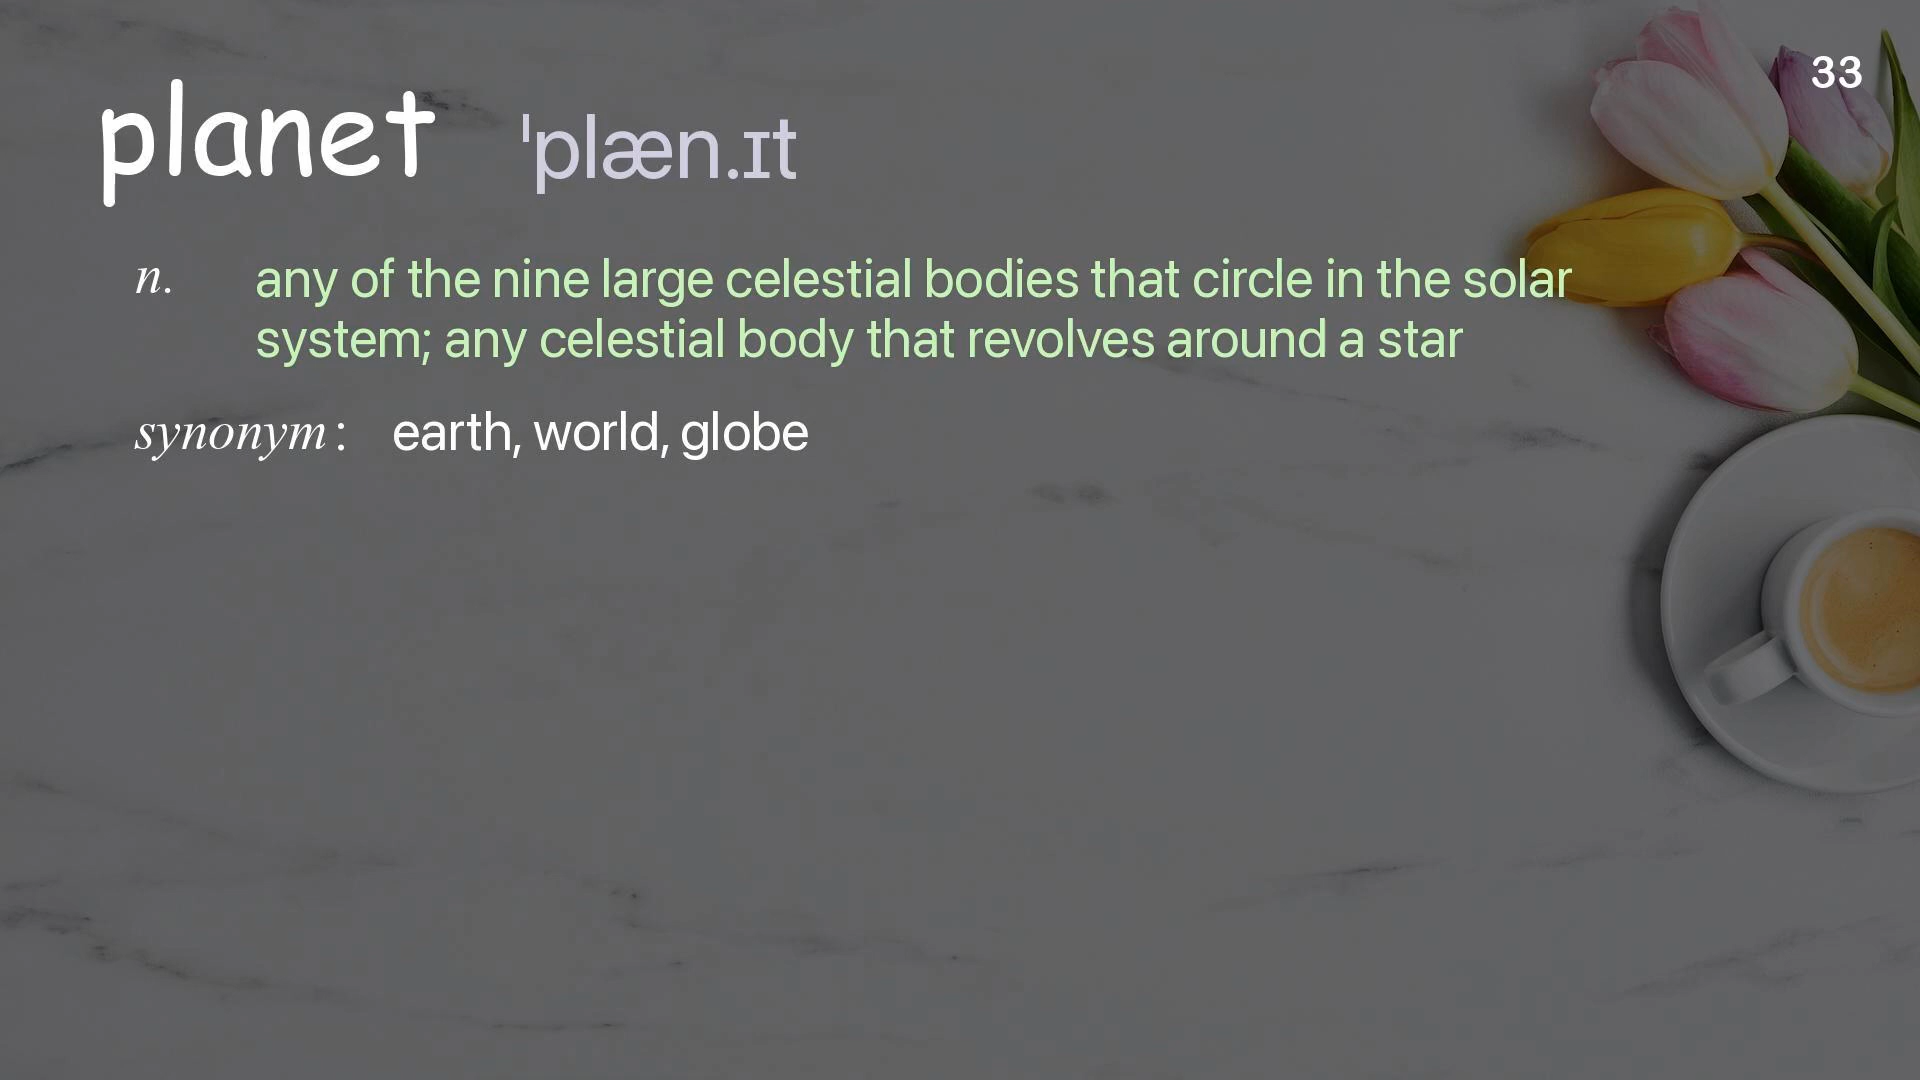 33
planet ˈplæn.ɪt
n. any of the nine large celestial bodies that circle in the solar
system; any celestial body that revolves around a star
synonym: earth, world, globe